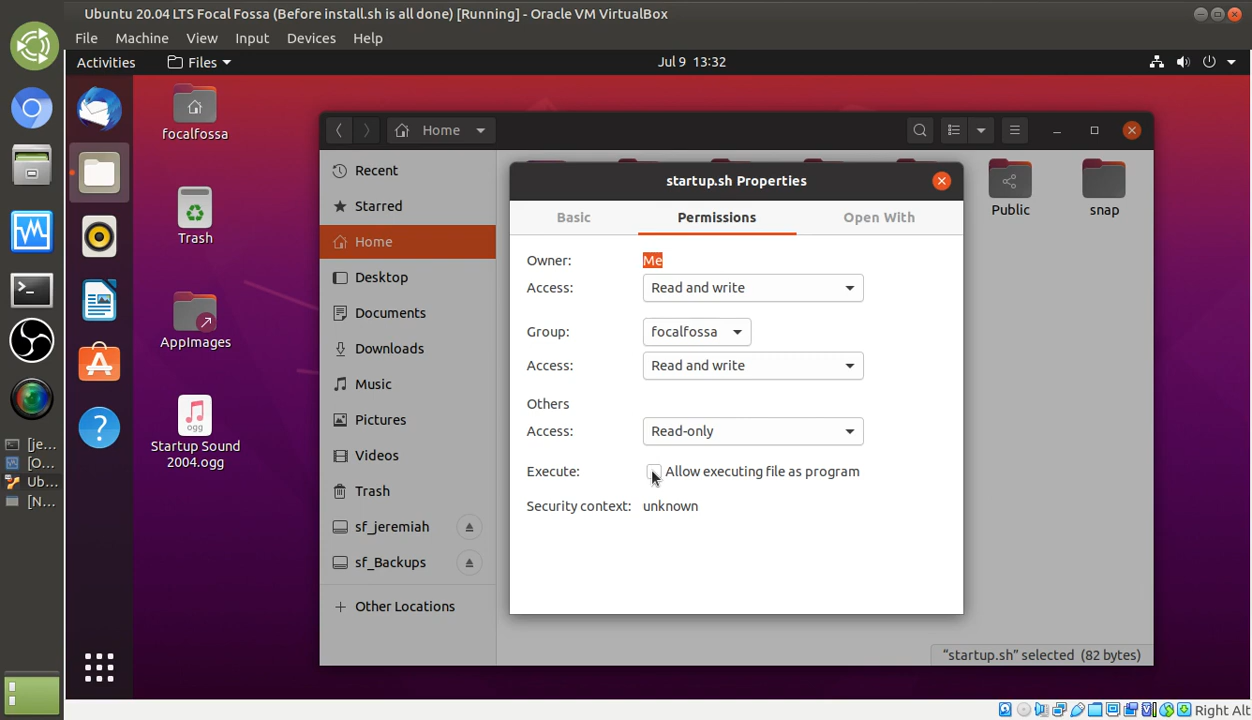 Ubuntu 20.04 LTS Focal Fossa (Before install.sh is all done) [Running] - Oracle VM VirtualBox
File Machine View Input Devices Help
Activities Files Jul 9 13:32
focalfossa
Trash
AppImages
ogg
Startup Sound
2004.ogg
[je...
[O...
Ub...
[N...
Home
Recent
Starred
Home
Desktop
Documents
Downloads
Music
Pictures
Videos
Trash
sf_jeremiah
sf_Backups
+ Other Locations
Public
snap
startup.sh Properties
Basic Permissions Open With
Owner: Me
Access: Read and write
Group: focalfossa
Access: Read and write
Others
Access: Read-only
Execute: Allow executing file as program
Security context: unknown
“startup.sh” selected (82 bytes)
Right Alt